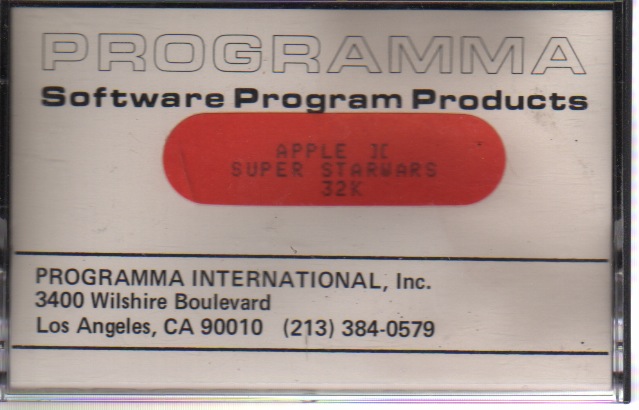 PROGRAMMA
Software Program Products
APPLE ][
SUPER STARWARS
32K
PROGRAMMA INTERNATIONAL, Inc.
3400 Wilshire Boulevard
Los Angeles, CA 90010 (213) 384-0579